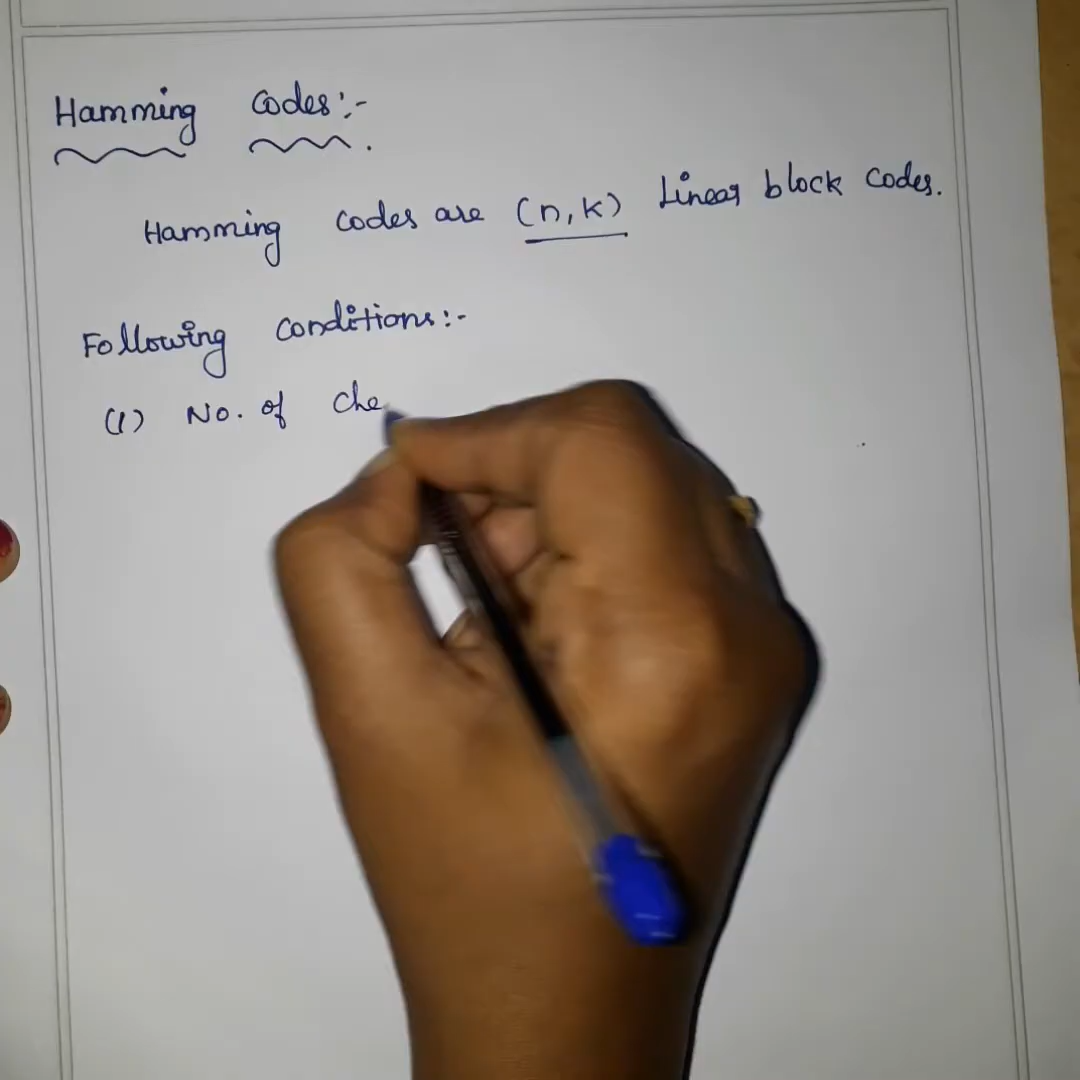 Hamming Codes:-
Hamming codes are (n,k) Linear block codes.
Following conditions:-
(1) No. of Che